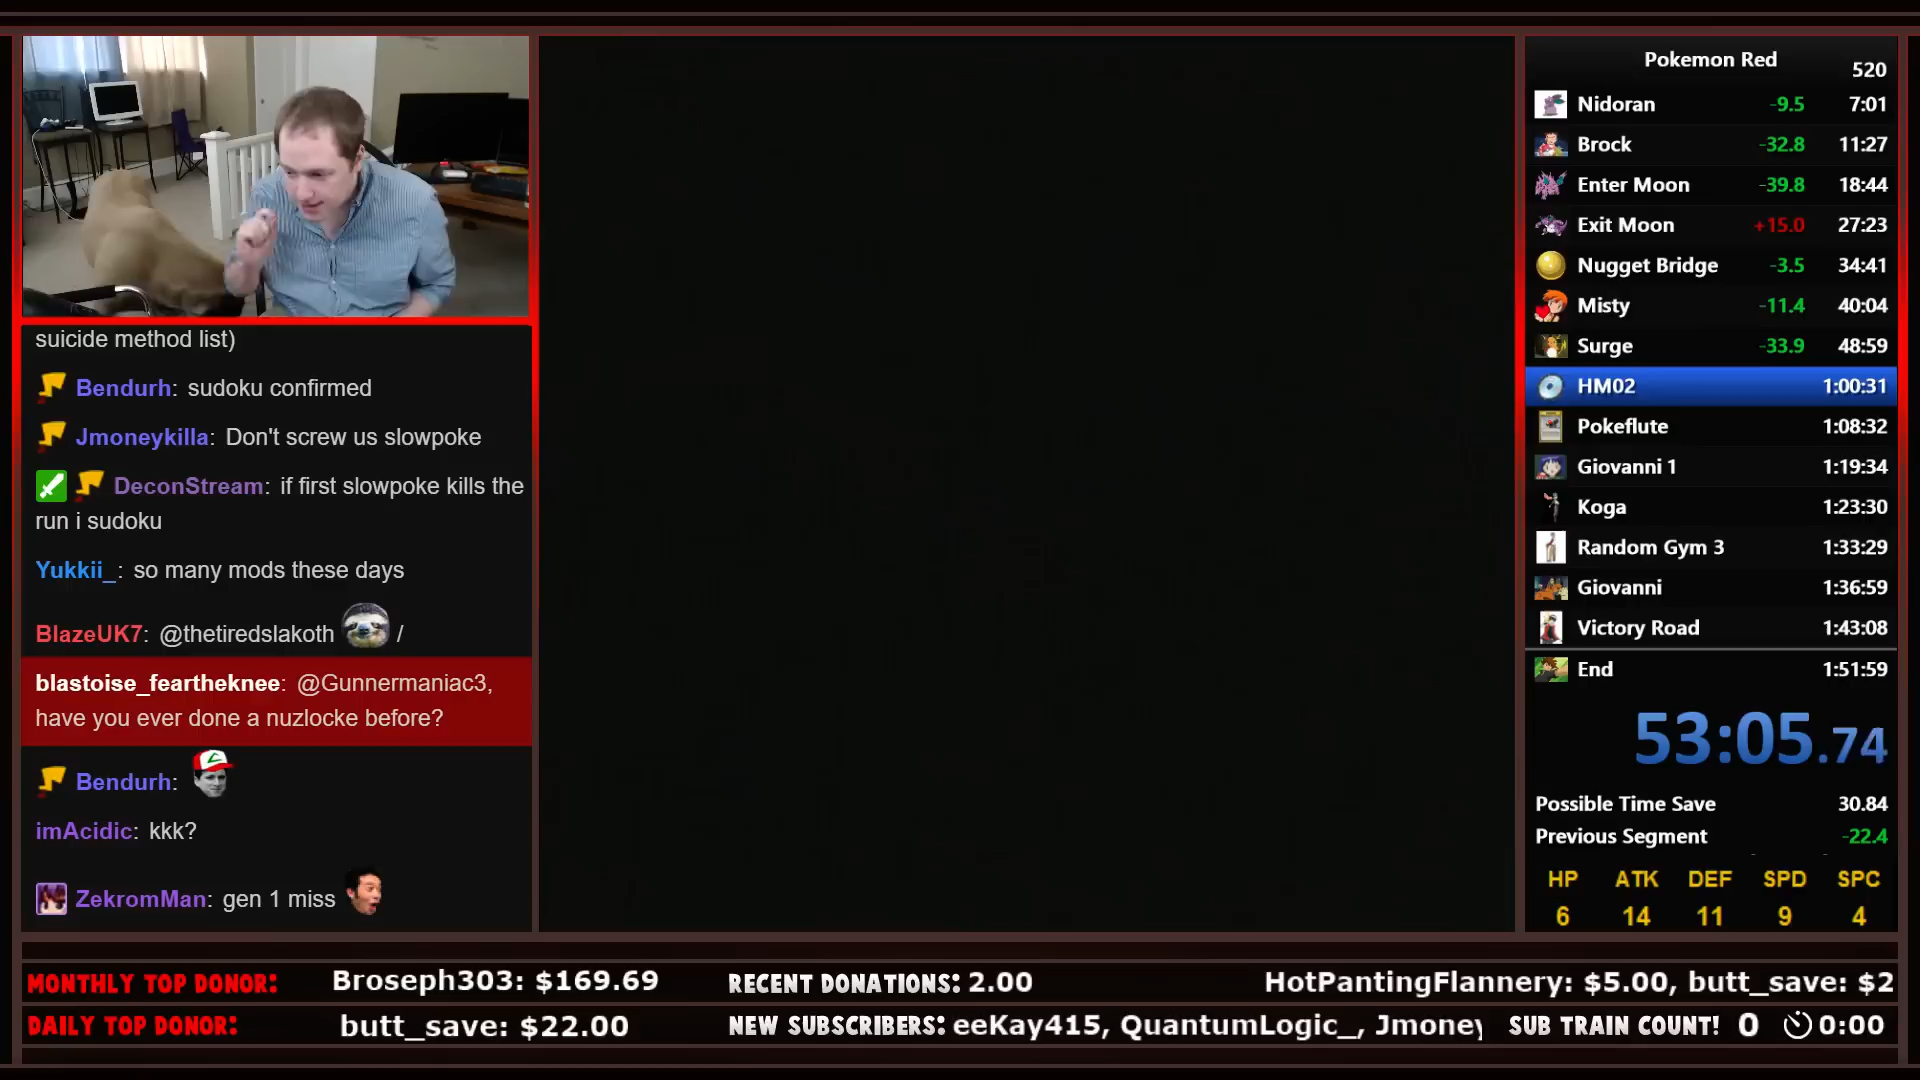 suicide method list)
Bendurh: sudoku confirmed
Jmoneykilla: Don't screw us slowpoke
DeconStream: if first slowpoke kills the
run i sudoku
Yukkii_: so many mods these days
BlazeUK7: @thetiredslakoth /
blastoise_feartheknee: @Gunnermaniac3,
have you ever done a nuzlocke before?
Bendurh:
imAcidic: kkk?
ZekromMan: gen 1 miss
Pokemon Red 520
Nidoran -9.5 7:01
Brock -32.8 11:27
Enter Moon -39.8 18:44
Exit Moon +15.0 27:23
Nugget Bridge -3.5 34:41
Misty -11.4 40:04
Surge -33.9 48:59
HM02 1:00:31
Pokeflute 1:08:32
Giovanni 1 1:19:34
Koga 1:23:30
Random Gym 3 1:33:29
Giovanni 1:36:59
Victory Road 1:43:08
End 1:51:59
53:05.74
Possible Time Save 30.84
Previous Segment -22.4
HP ATK DEF SPD SPC
6 14 11 9 4
MONTHLY TOP DONOR: Broseph303: $169.69 RECENT DONATIONS: 2.00 HotPantingFlannery: $5.00, butt_save: $2
DAILY TOP DONOR: butt_save: $22.00 NEW SUBSCRIBERS: eeKay415, QuantumLogic_, Jmoney SUB TRAIN COUNT! 0 0:00